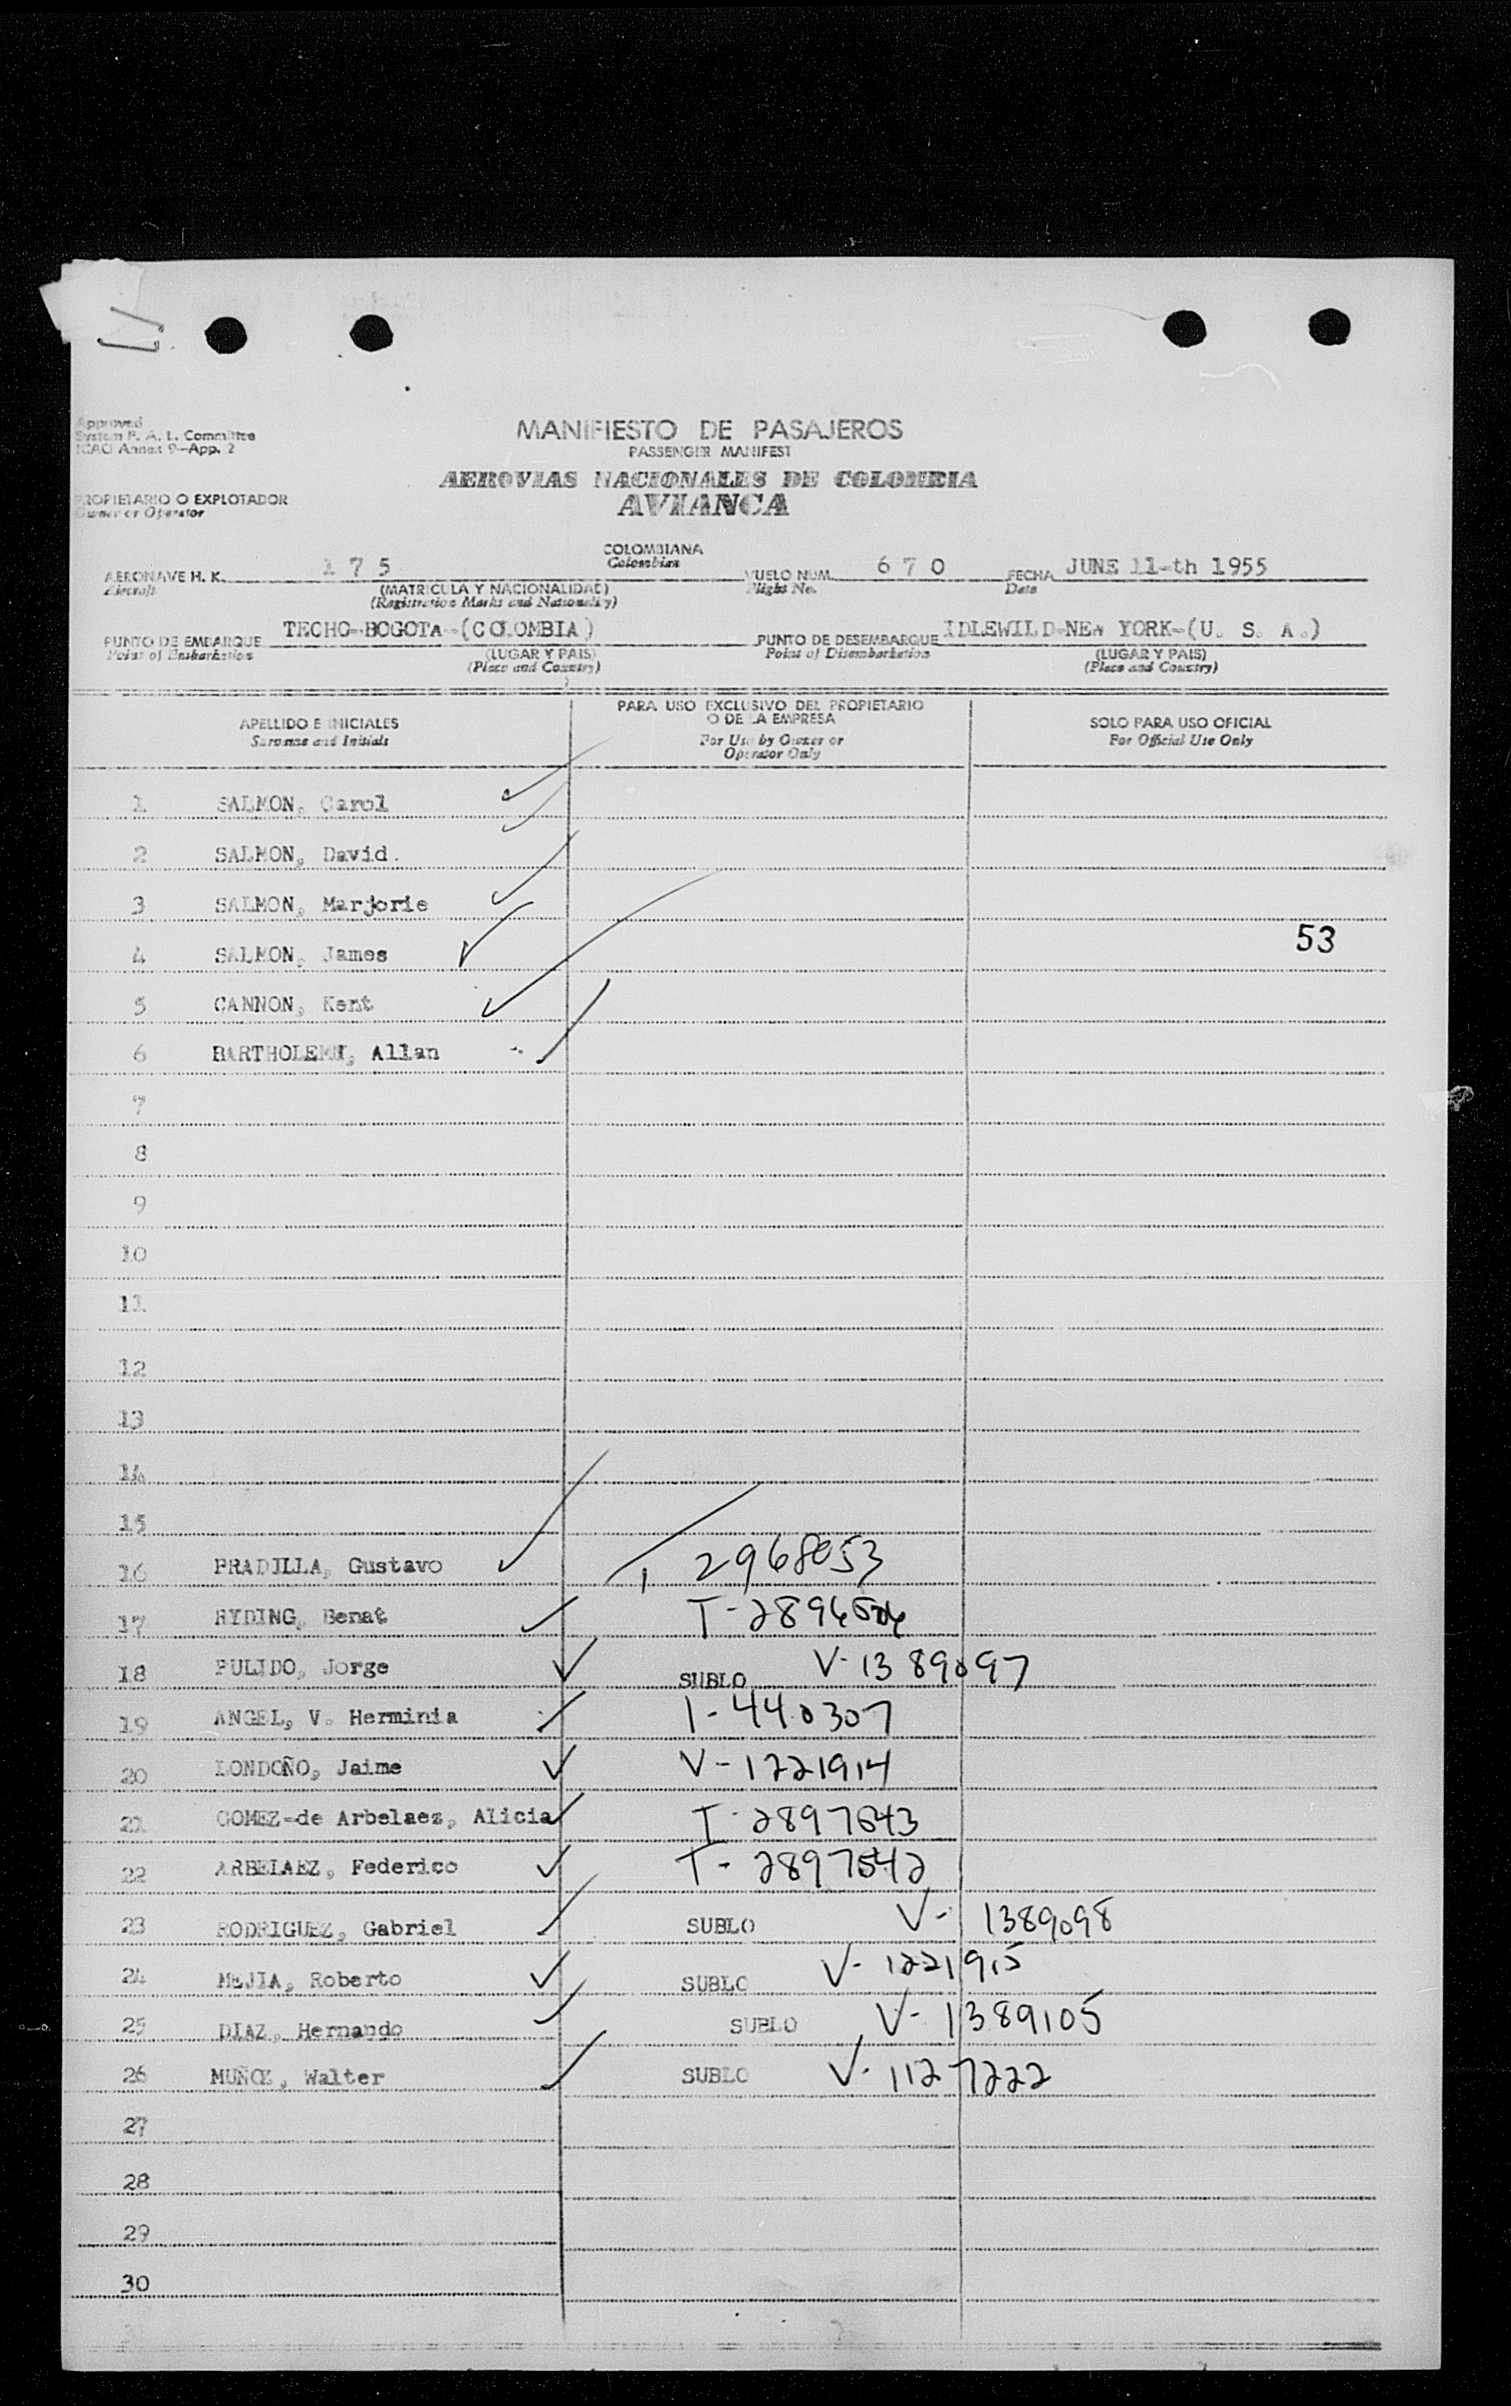 Approved
System F. A. L. Committee
ICAO Annex 9-App. 2
MANIFIESTO DE PASAJEROS
PASSENGER MANIFEST
AEROVIAS NACIONALES DE COLOMBIA
AVIANCA
PROPIETARIO O EXPLOTADOR
Owner or Operator
COLOMBIANA
Colombian
AERONAVE H. K. 175 VUELO NUM. 670 FECHA JUNE 11-th 1955
Aircraft (MATRICULA Y NACIONALIDAD) Flight No. Date
(Registration Marks and Nationality)
PUNTO DE EMBARQUE TECHO-BOGOTA-(COLOMBIA) PUNTO DE DESEMBARQUE IDLEWILD-NEW YORK-(U. S. A.)
Point of Embarkation (LUGAR Y PAIS) Point of Disembarkation (LUGAR Y PAIS)
(Place and Country) (Place and Country)
APELLIDO E INICIALES PARA USO EXCLUSIVO DEL PROPIETARIO O DE LA EMPRESA SOLO PARA USO OFICIAL
Surname and Initials For Use by Owner or Operator Only For Official Use Only
1 SALMON, Carol
2 SALMON, David.
3 SALMON, Marjorie
53
4 SALMON, James
5 CANNON, Kent
6 Allan
7
8
9
10
11
12
13
14
15
16 PRADILLA, Gustavo 2968053
17 RYDING, Benat T-
18 PULIDO, Jorge SUBLO V-1389097
19 ANGEL, V. Herminia 1-440307
20 LONDOÑO, Jaime V-1221914
21 GOMEZ-de Arbelaez, Alicia T-2897543
22 ARBELAEZ, Federico T-2897542
23 RODRIGUEZ, Gabriel SUBLO V-1389098
24 MEJIA, Roberto SUBLO V-1221915
25 DIAZ, Hernando SUBLO V-1389105
26 MUÑOZ, Walter SUBLO V-1127222
27
28
29
30